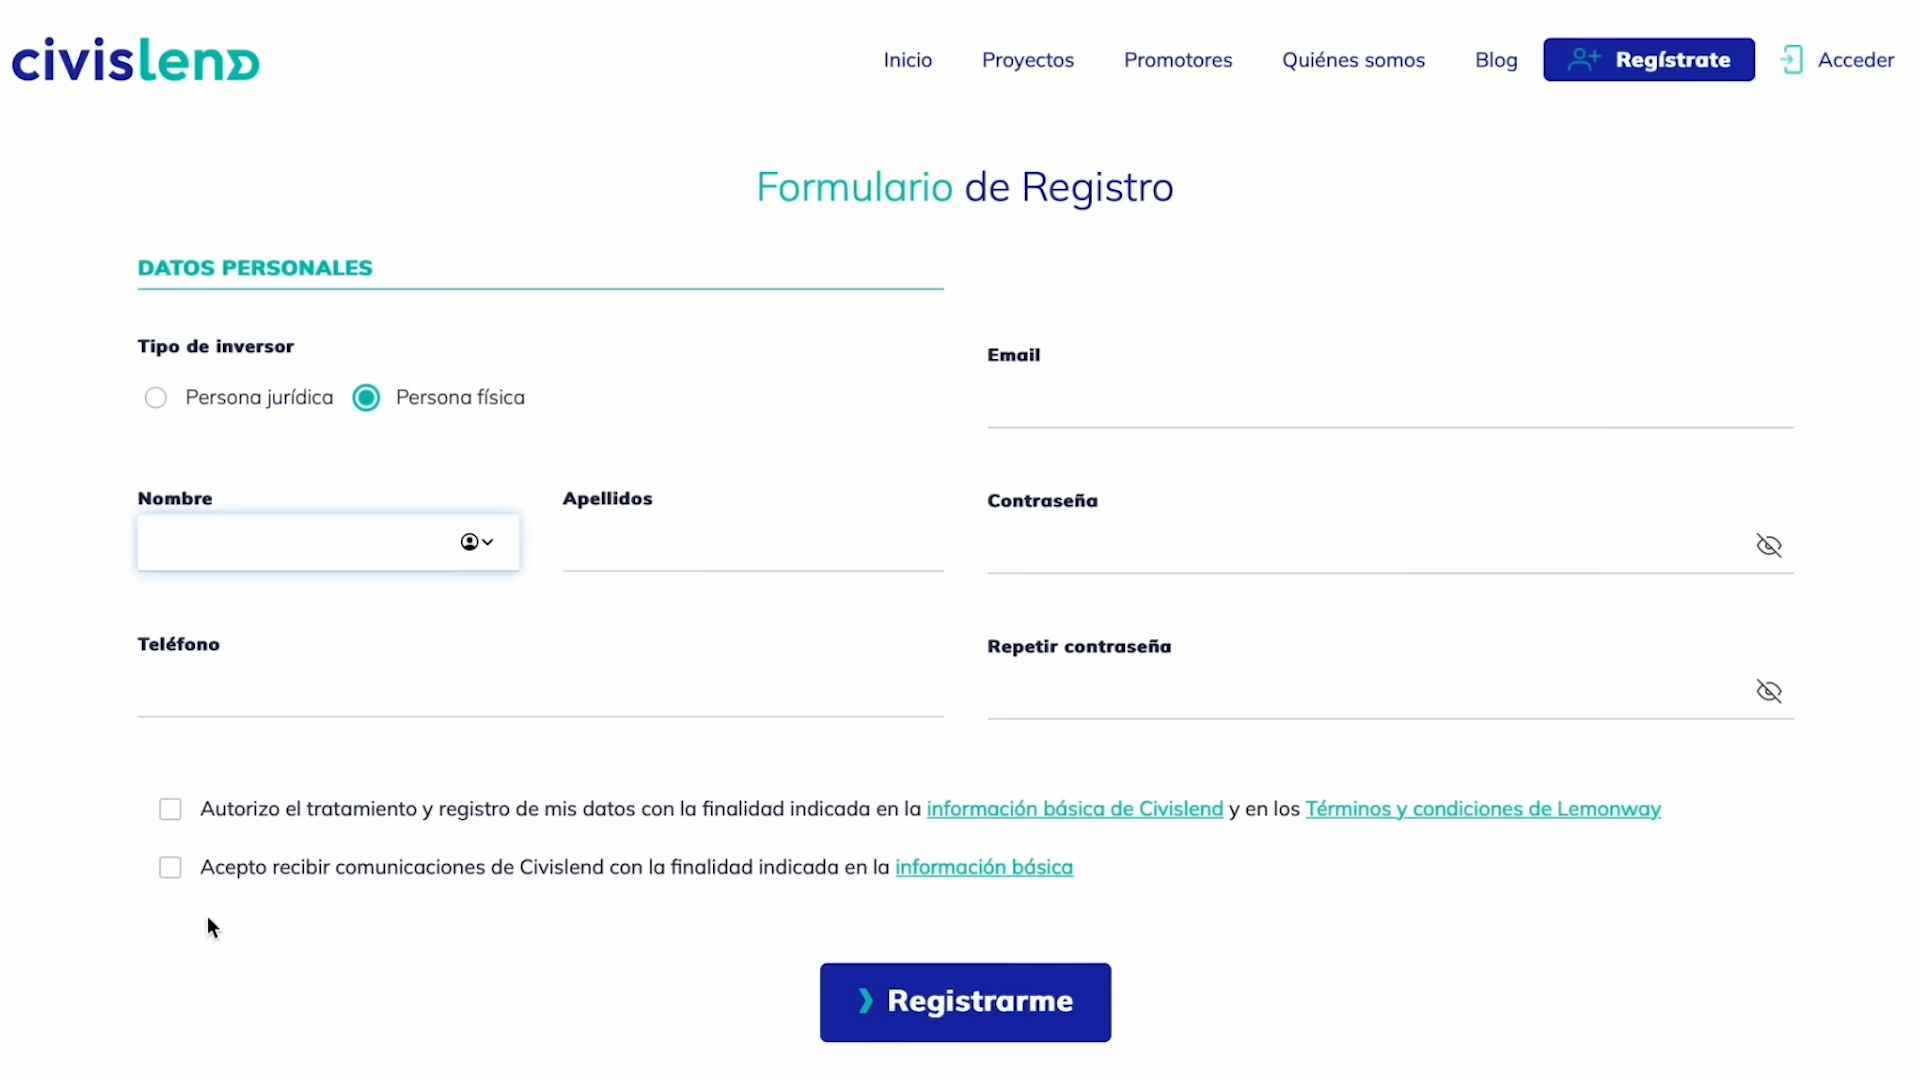 civislend
Inicio
Proyectos
Promotores
Quiénes somos
Blog
Regístrate
Acceder
Formulario de Registro
DATOS PERSONALES
Tipo de inversor
Persona jurídica
Persona física
Email
Nombre
Apellidos
Contraseña
Teléfono
Repetir contraseña
Autorizo el tratamiento y registro de mis datos con la finalidad indicada en la información básica de Civislend y en los Términos y condiciones de Lemonway
Acepto recibir comunicaciones de Civislend con la finalidad indicada en la información básica
Registrarme